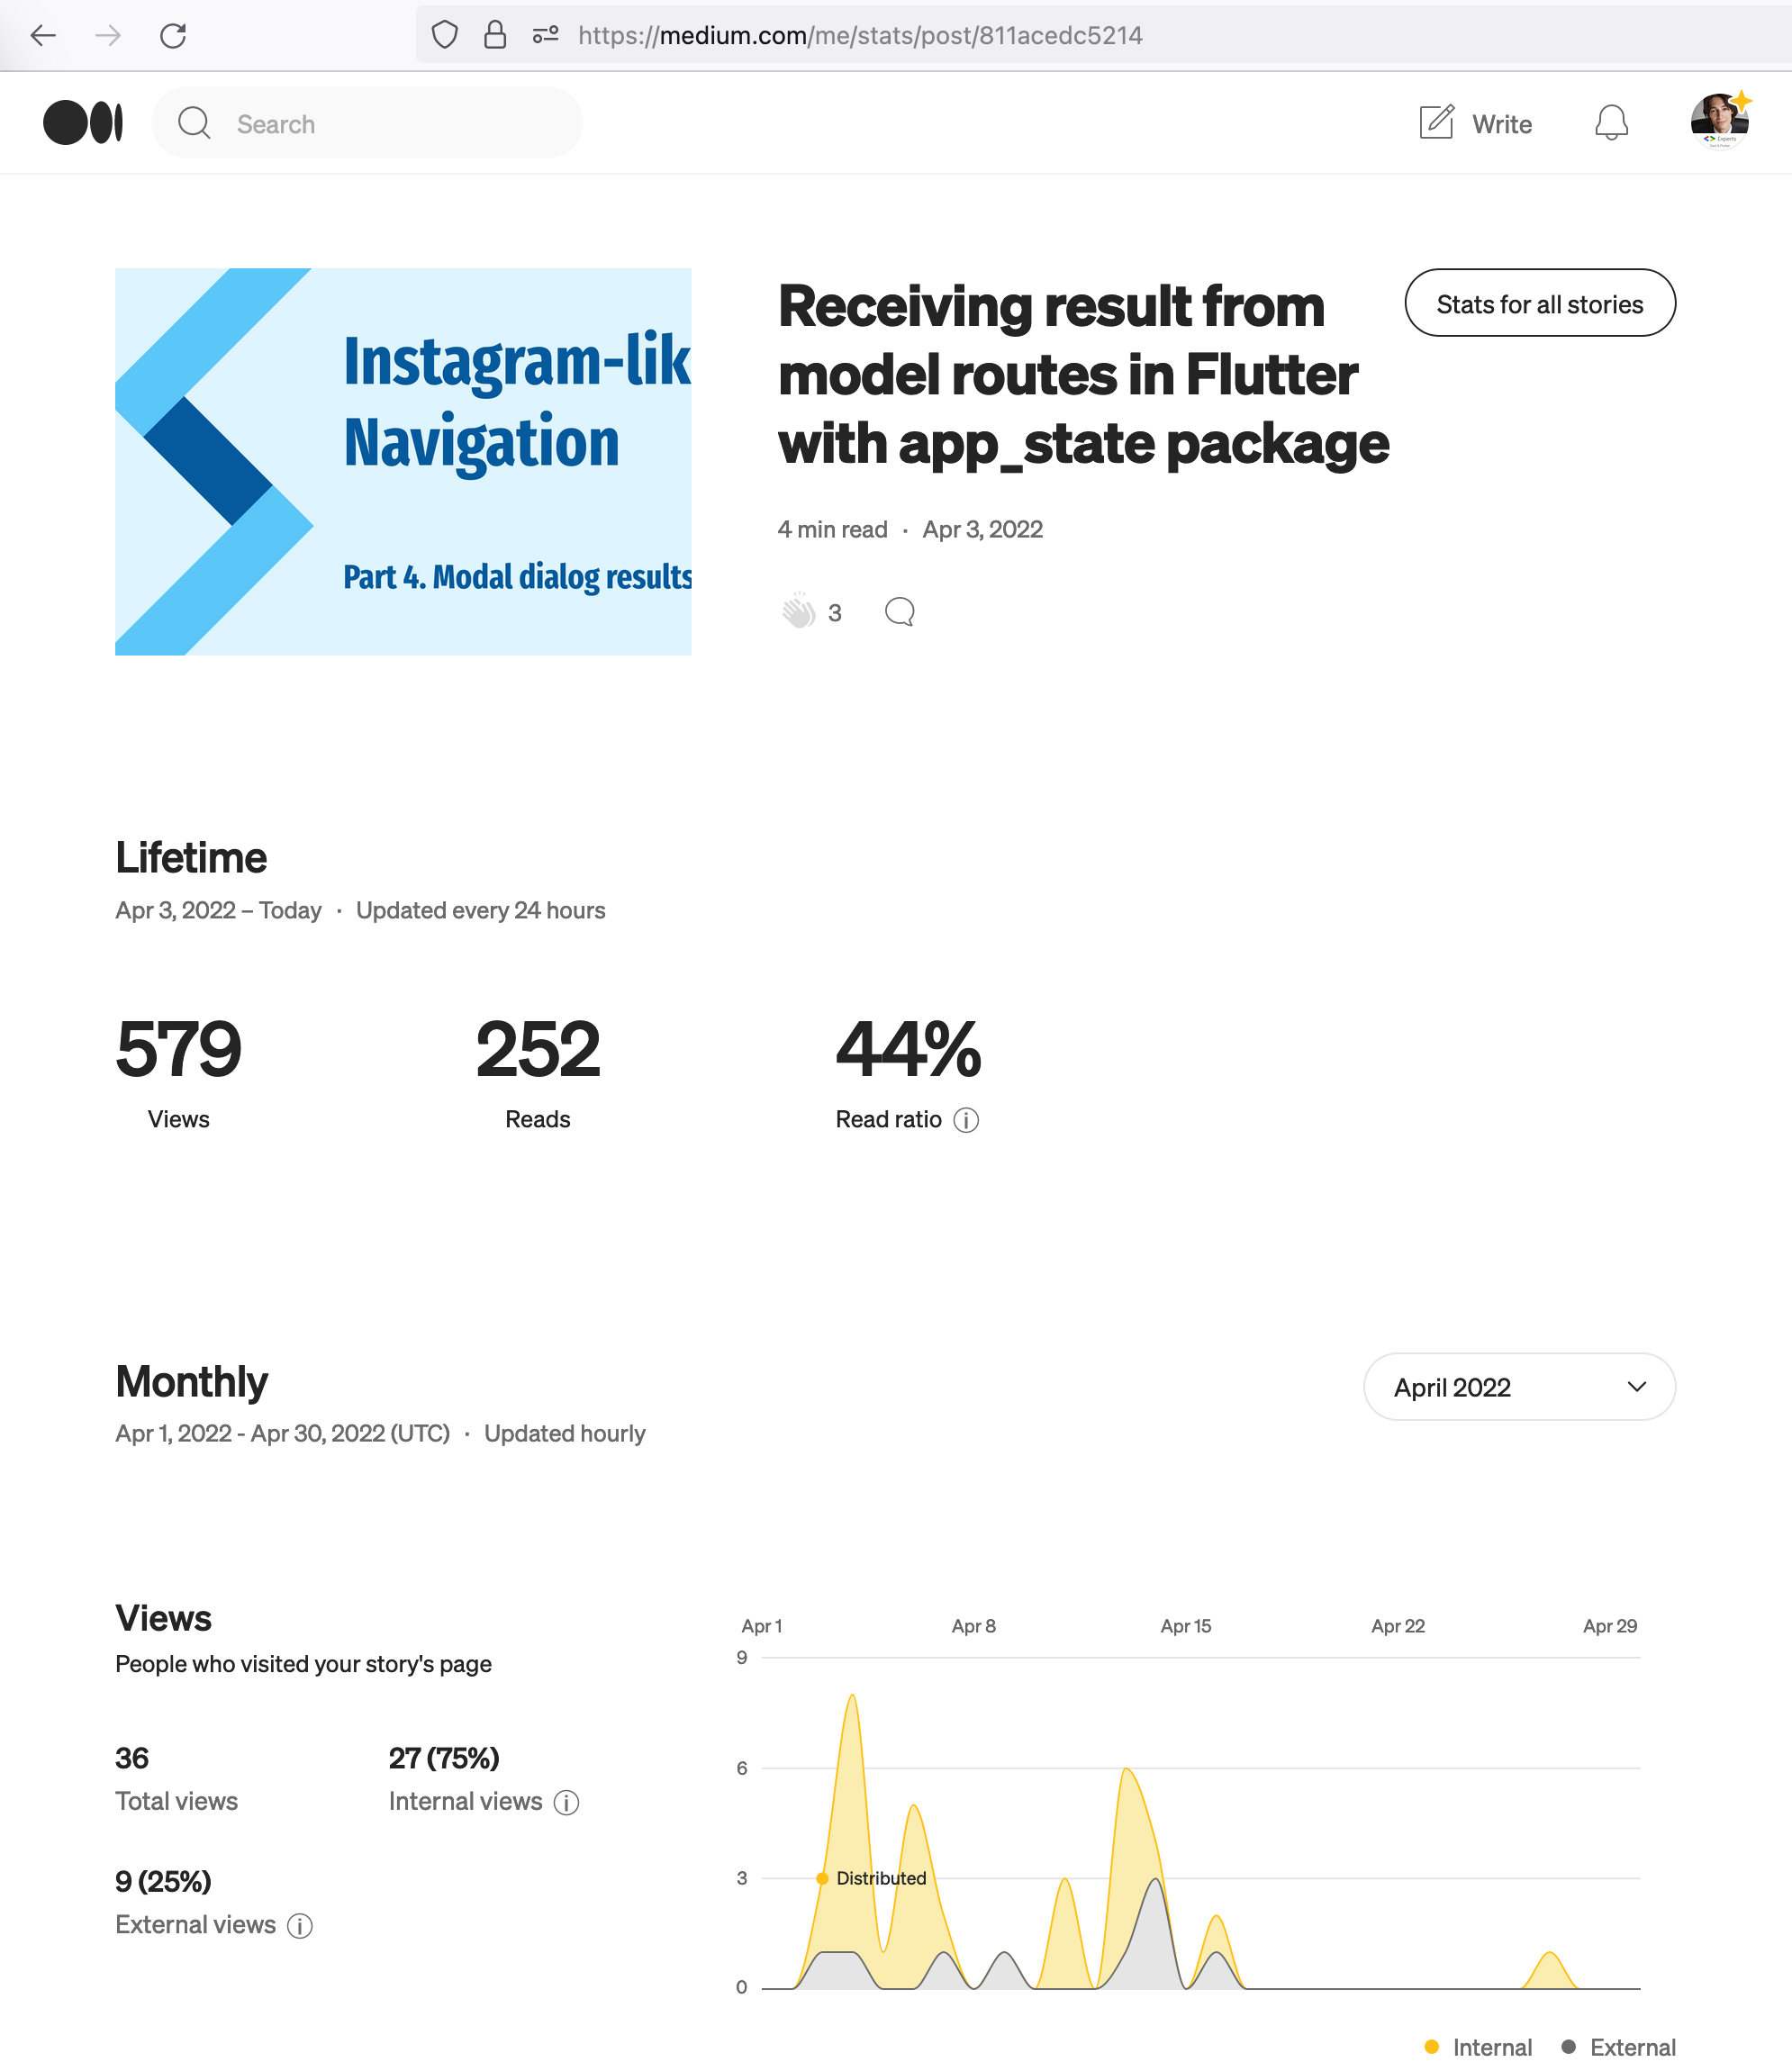 https://medium.com/me/stats/post/811acedc5214
Search
Write
Instagram-lik
Navigation
Part 4. Modal dialog results
Receiving result from
model routes in Flutter
with app_state package
Stats for all stories
4 min read · Apr 3, 2022
3
Lifetime
Apr 3, 2022 – Today · Updated every 24 hours
579
Views
252
Reads
44%
Read ratio
Monthly
Apr 1, 2022 - Apr 30, 2022 (UTC) · Updated hourly
April 2022
Views
People who visited your story's page
36
Total views
27 (75%)
Internal views
9 (25%)
External views
Apr 1 Apr 8 Apr 15 Apr 22 Apr 29
9
6
3
Distributed
0
Internal External